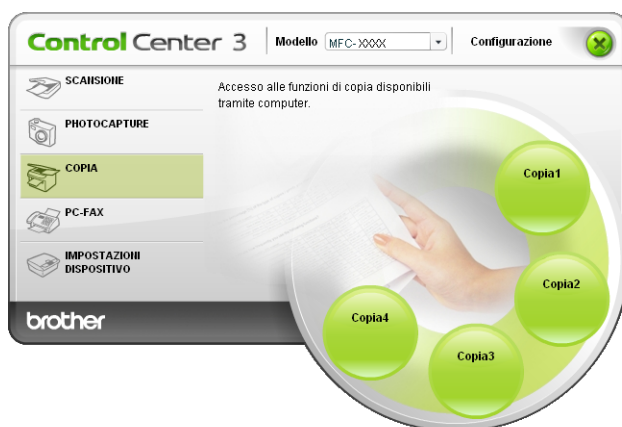 Control Center 3
Modello
MFC-XXXX
Configurazione
SCANSIONE
PHOTOCAPTURE
COPIA
PC-FAX
IMPOSTAZIONI
DISPOSITIVO
Accesso alle funzioni di copia disponibili
tramite computer.
Copia1
Copia2
Copia3
Copia4
brother